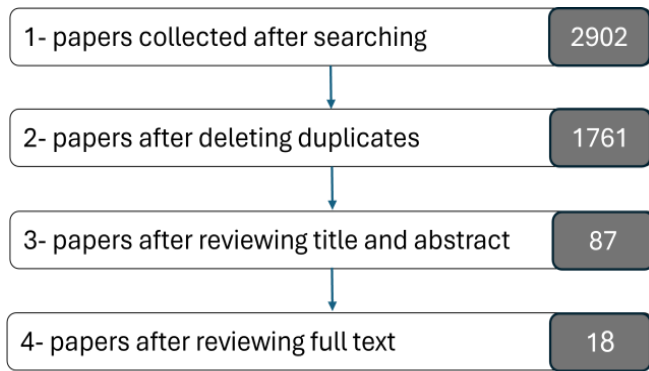 1- papers collected after searching 2902
2- papers after deleting duplicates 1761
3- papers after reviewing title and abstract 87
4- papers after reviewing full text 18